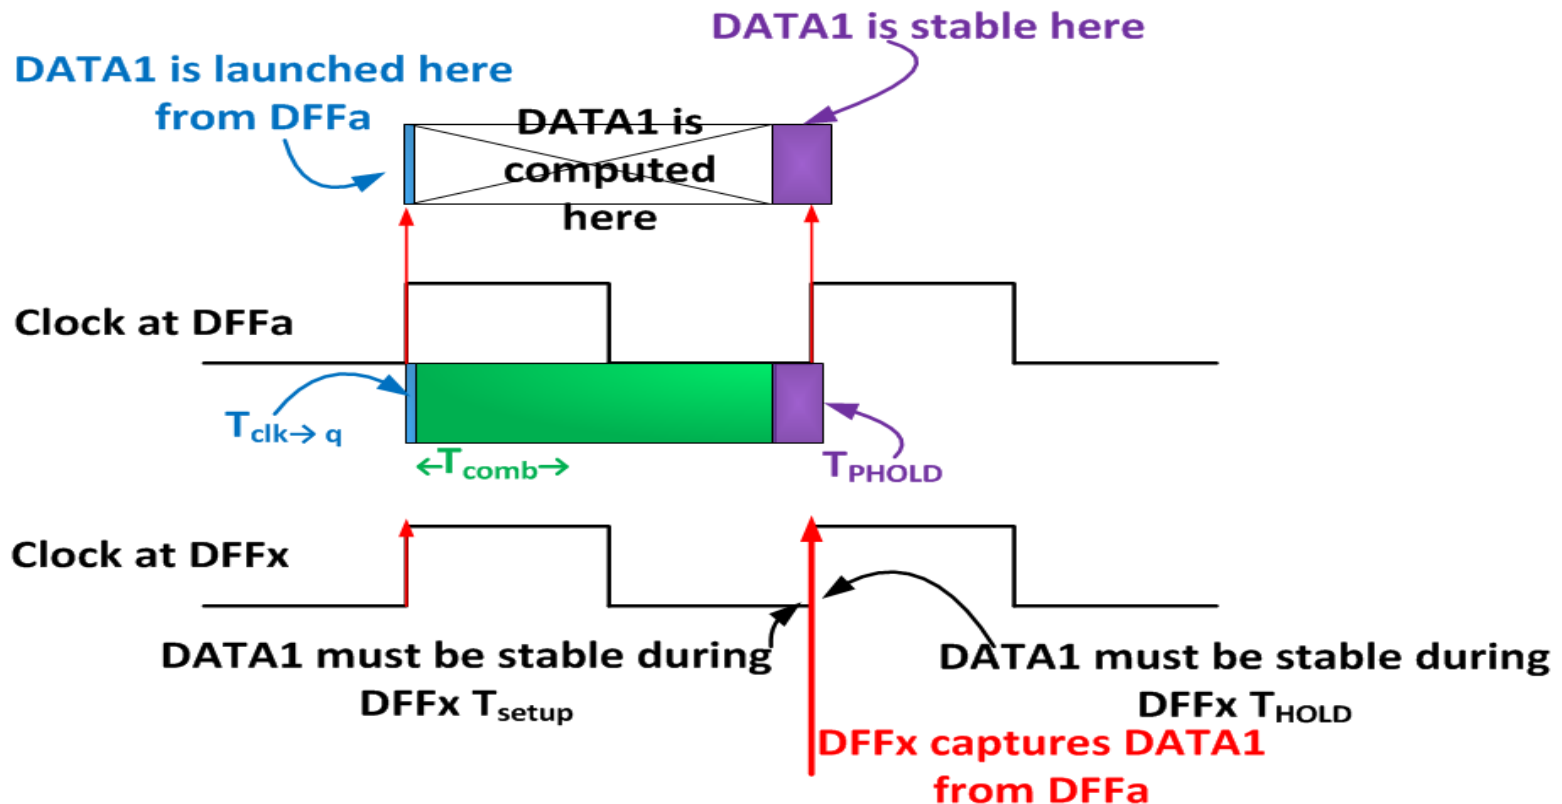 DATA1 is stable here
DATA1 is launched here
from DFFa
DATA1 is
computed
here
Clock at DFFa
Tclk→ q
←Tcomb→
TPHOLD
Clock at DFFx
DATA1 must be stable during
DFFx Tsetup
DATA1 must be stable during
DFFx THOLD
DFFx captures DATA1
from DFFa